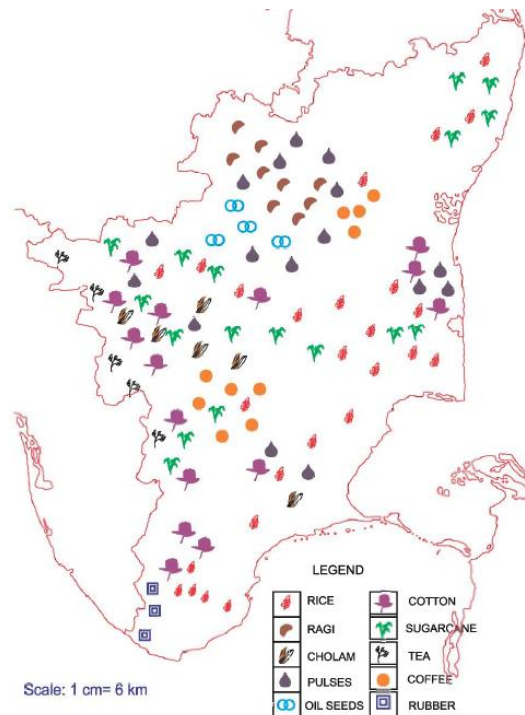 LEGEND
RICE
COTTON
RAGI
SUGARCANE
CHOLAM
TEA
PULSES
COFFEE
OIL SEEDS
RUBBER
Scale: 1 cm= 6 km